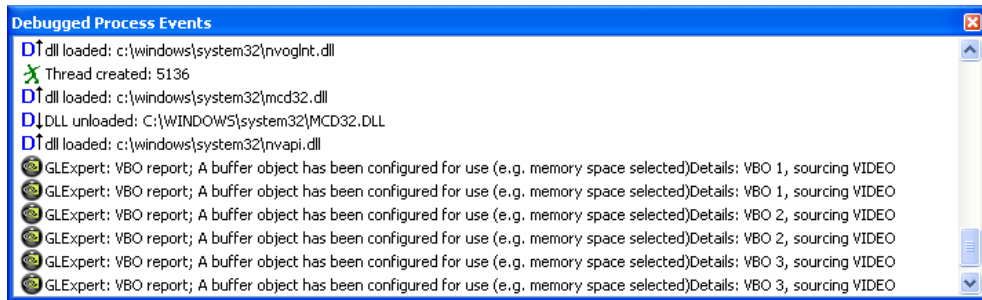 Debugged Process Events
dll loaded: c:\windows\system32\nvoglnt.dll
Thread created: 5136
dll loaded: c:\windows\system32\mcd32.dll
DLL unloaded: C:\WINDOWS\system32\MCD32.DLL
dll loaded: c:\windows\system32\nvapi.dll
GLExpert: VBO report; A buffer object has been configured for use (e.g. memory space selected)Details: VBO 1, sourcing VIDEO
GLExpert: VBO report; A buffer object has been configured for use (e.g. memory space selected)Details: VBO 1, sourcing VIDEO
GLExpert: VBO report; A buffer object has been configured for use (e.g. memory space selected)Details: VBO 2, sourcing VIDEO
GLExpert: VBO report; A buffer object has been configured for use (e.g. memory space selected)Details: VBO 2, sourcing VIDEO
GLExpert: VBO report; A buffer object has been configured for use (e.g. memory space selected)Details: VBO 3, sourcing VIDEO
GLExpert: VBO report; A buffer object has been configured for use (e.g. memory space selected)Details: VBO 3, sourcing VIDEO